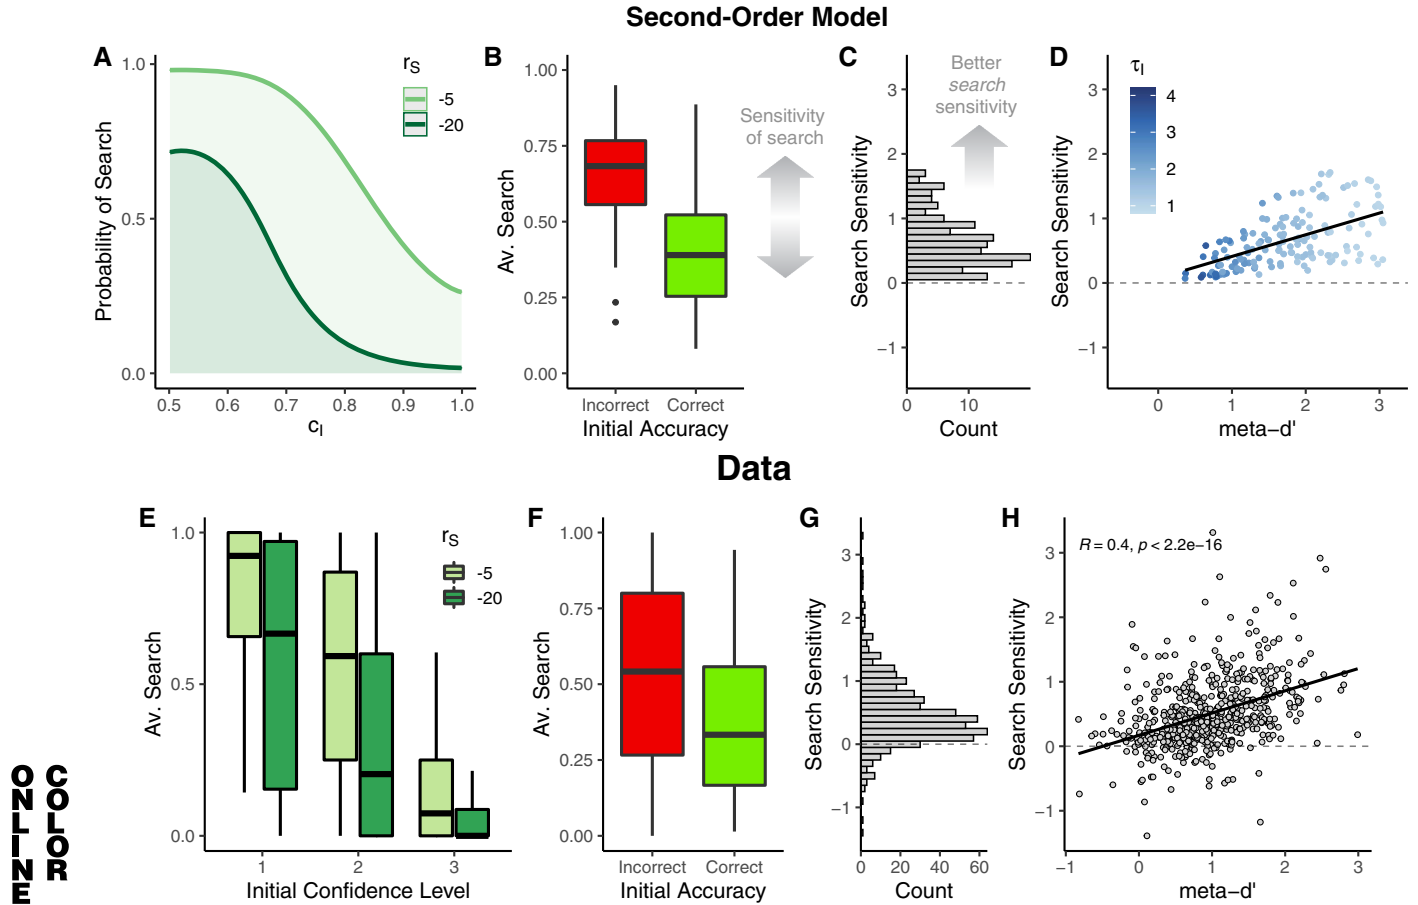 Second-Order Model
A
Probability of Search
1.0
0.5
0.0
0.5 0.6 0.7 0.8 0.9 1.0
cI
rS
-5
-20
B
Av. Search
1.00
0.75
0.50
0.25
0.00
Incorrect Correct
Initial Accuracy
Sensitivity
of search
C
Search Sensitivity
3
2
1
0
−1
0 10
Count
Better
search
sensitivity
D
Search Sensitivity
3
2
1
0
−1
0 1 2 3
meta−d'
τI
4
3
2
1
Data
E
Av. Search
1.0
0.5
0.0
1 2 3
Initial Confidence Level
rS
-5
-20
F
Av. Search
1.00
0.75
0.50
0.25
0.00
Incorrect Correct
Initial Accuracy
G
Search Sensitivity
3
2
1
0
−1
0 20 40 60
Count
H
Search Sensitivity
3
2
1
0
−1
−1 0 1 2 3
meta−d'
R = 0.4, p < 2.2e−16
ONLINE
COLOR